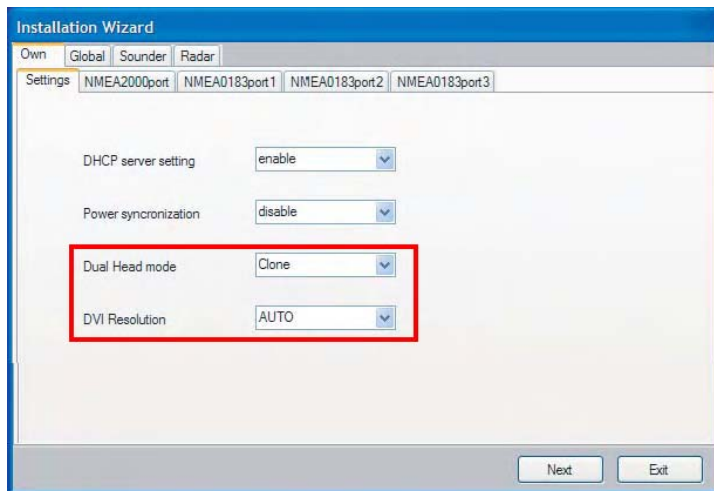 Installation Wizard
Own Global Sounder Radar
Settings NMEA2000port NMEA0183port1 NMEA0183port2 NMEA0183port3
DHCP server setting enable
Power syncronization disable
Dual Head mode Clone
DVI Resolution AUTO
Next Exit